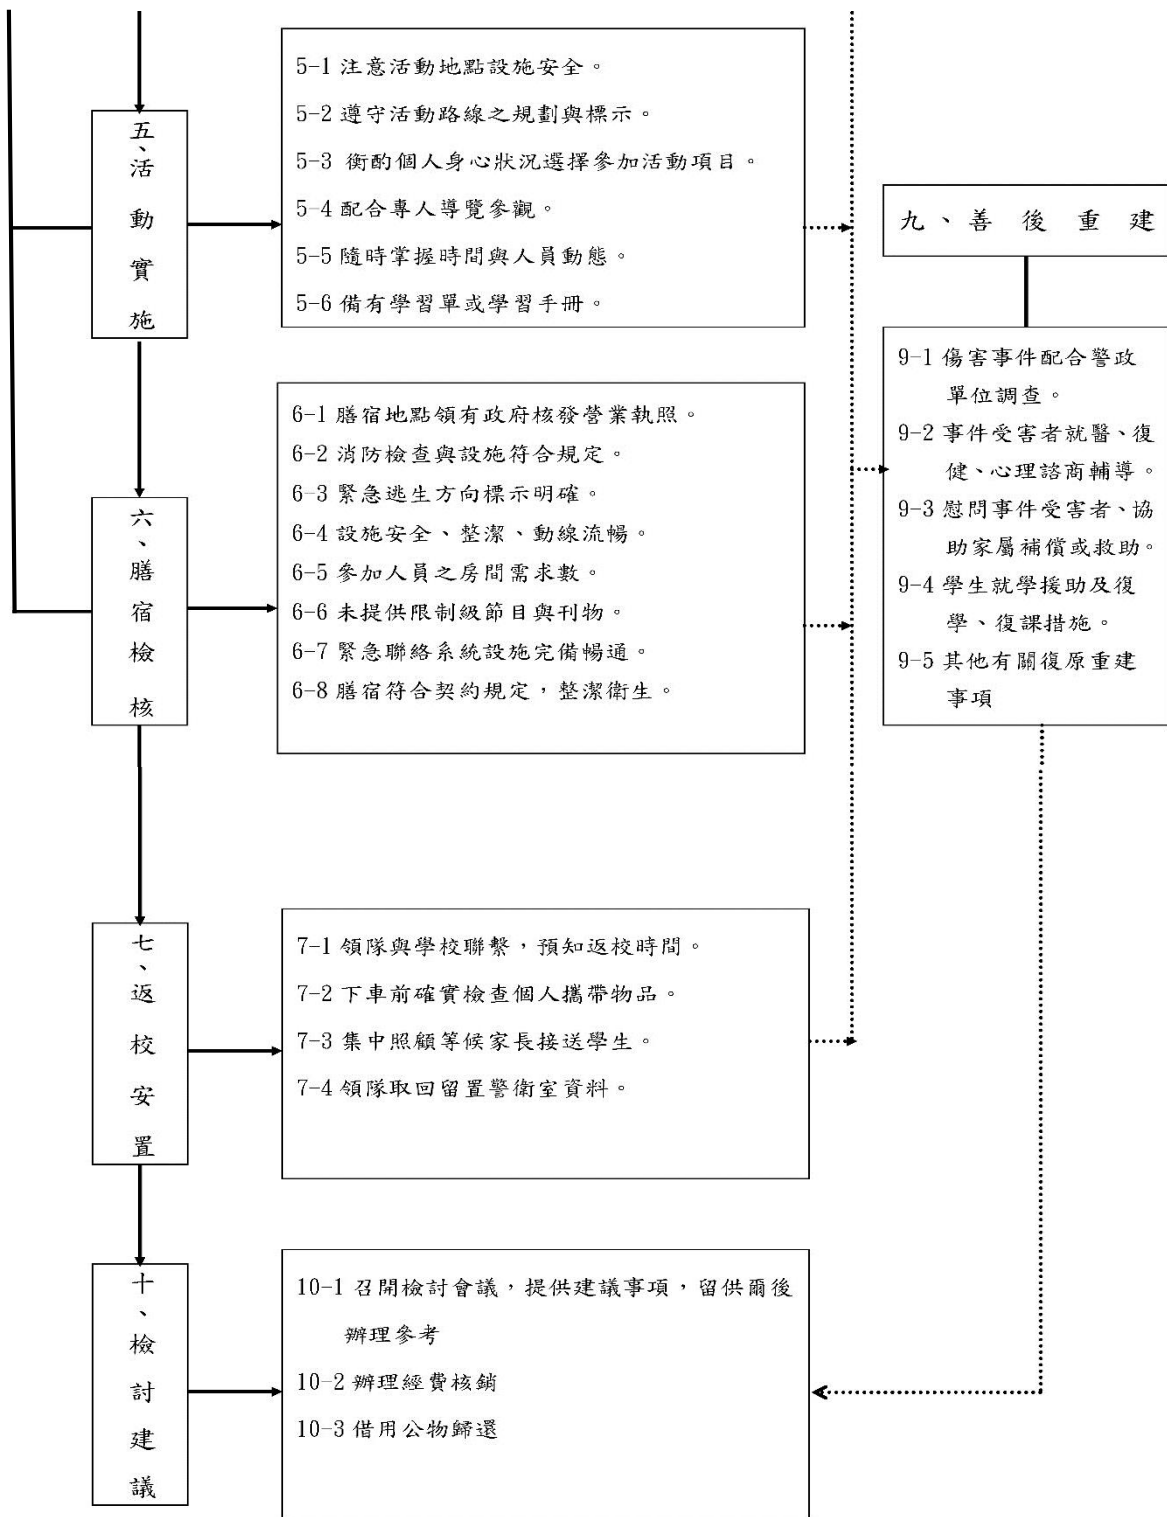 五、活動實施
5-1 注意活動地點設施安全。
5-2 遵守活動路線之規劃與標示。
5-3 衡酌個人身心狀況選擇參加活動項目。
5-4 配合專人導覽參觀。
5-5 隨時掌握時間與人員動態。
5-6 備有學習單或學習手冊。
六、膳宿檢核
6-1 膳宿地點領有政府核發營業執照。
6-2 消防檢查與設施符合規定。
6-3 緊急逃生方向標示明確。
6-4 設施安全、整潔、動線流暢。
6-5 參加人員之房間需求數。
6-6 未提供限制級節目與刊物。
6-7 緊急聯絡系統設施完備暢通。
6-8 膳宿符合契約規定，整潔衛生。
九、善後重建
9-1 傷害事件配合警政
單位調查。
9-2 事件受害者就醫、復
健、心理諮商輔導。
9-3 慰問事件受害者、協
助家屬補償或救助。
9-4 學生就學援助及復
學、復課措施。
9-5 其他有關復原重建
事項
七、返校安置
7-1 領隊與學校聯繫，預知返校時間。
7-2 下車前確實檢查個人攜帶物品。
7-3 集中照顧等候家長接送學生。
7-4 領隊取回留置警衛室資料。
十、檢討建議
10-1 召開檢討會議，提供建議事項，留供爾後
辦理參考
10-2 辦理經費核銷
10-3 借用公物歸還